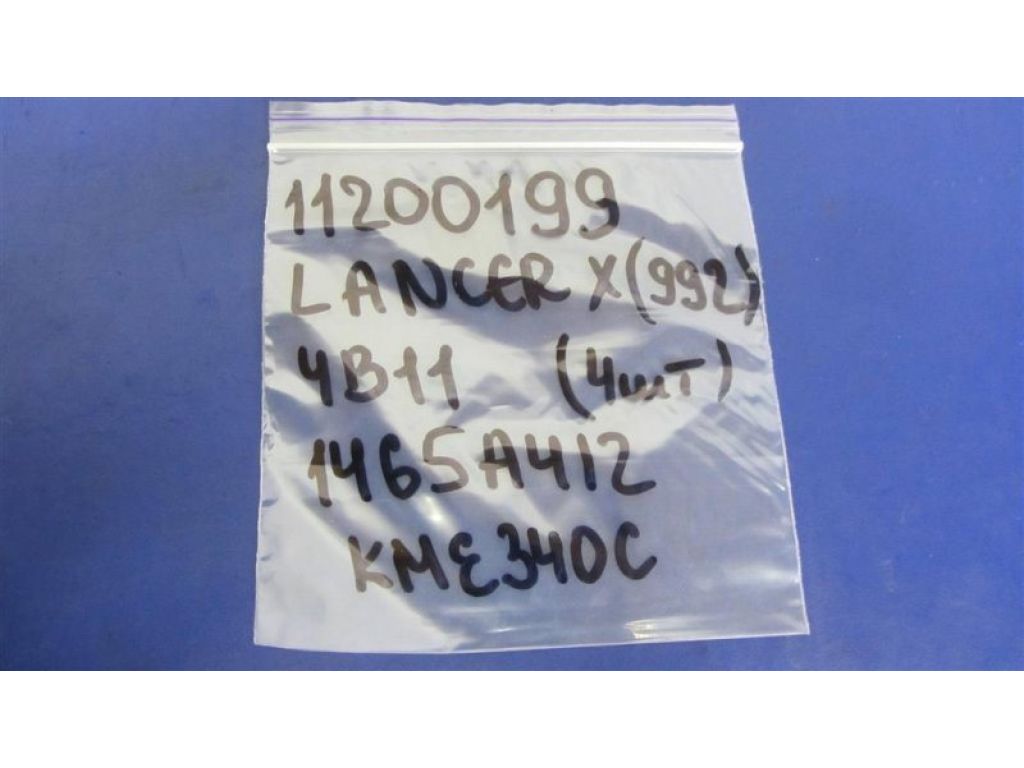 11200199
LANCER X (992)
4B11 (4шт)
1465A412
KME340C